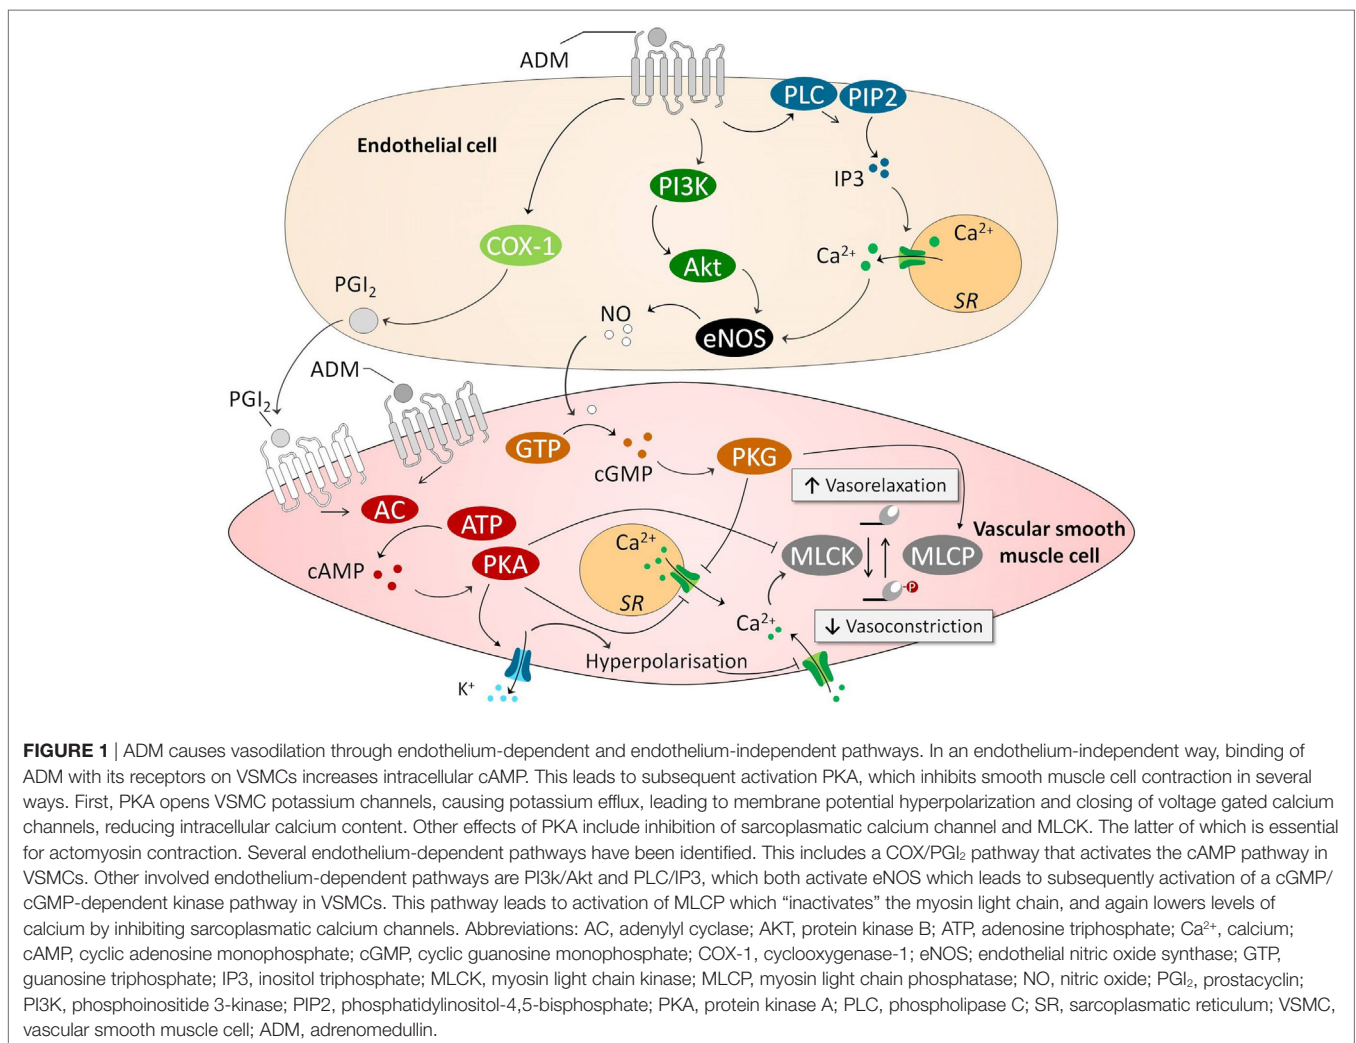 ADM
PLC
PIP2
Endothelial cell
IP3
PI3K
COX-1
Ca²⁺
Ca²⁺
Akt
SR
PGI₂
NO
eNOS
ADM
PGI₂
GTP
cGMP
PKG
↑ Vasorelaxation
AC
ATP
Vascular smooth
muscle cell
Ca²⁺
MLCK
MLCP
cAMP
PKA
P
SR
Ca²⁺
↓ Vasoconstriction
Hyperpolarisation
K⁺
FIGURE 1 | ADM causes vasodilation through endothelium-dependent and endothelium-independent pathways. In an endothelium-independent way, binding of
ADM with its receptors on VSMCs increases intracellular cAMP. This leads to subsequent activation PKA, which inhibits smooth muscle cell contraction in several
ways. First, PKA opens VSMC potassium channels, causing potassium efflux, leading to membrane potential hyperpolarization and closing of voltage gated calcium
channels, reducing intracellular calcium content. Other effects of PKA include inhibition of sarcoplasmatic calcium channel and MLCK. The latter of which is essential
for actomyosin contraction. Several endothelium-dependent pathways have been identified. This includes a COX/PGI₂ pathway that activates the cAMP pathway in
VSMCs. Other involved endothelium-dependent pathways are PI3k/Akt and PLC/IP3, which both activate eNOS which leads to subsequently activation of a cGMP/
cGMP-dependent kinase pathway in VSMCs. This pathway leads to activation of MLCP which “inactivates” the myosin light chain, and again lowers levels of
calcium by inhibiting sarcoplasmatic calcium channels. Abbreviations: AC, adenylyl cyclase; AKT, protein kinase B; ATP, adenosine triphosphate; Ca²⁺, calcium;
cAMP, cyclic adenosine monophosphate; cGMP, cyclic guanosine monophosphate; COX-1, cyclooxygenase-1; eNOS; endothelial nitric oxide synthase; GTP,
guanosine triphosphate; IP3, inositol triphosphate; MLCK, myosin light chain kinase; MLCP, myosin light chain phosphatase; NO, nitric oxide; PGI₂, prostacyclin;
PI3K, phosphoinositide 3-kinase; PIP2, phosphatidylinositol-4,5-bisphosphate; PKA, protein kinase A; PLC, phospholipase C; SR, sarcoplasmatic reticulum; VSMC,
vascular smooth muscle cell; ADM, adrenomedullin.